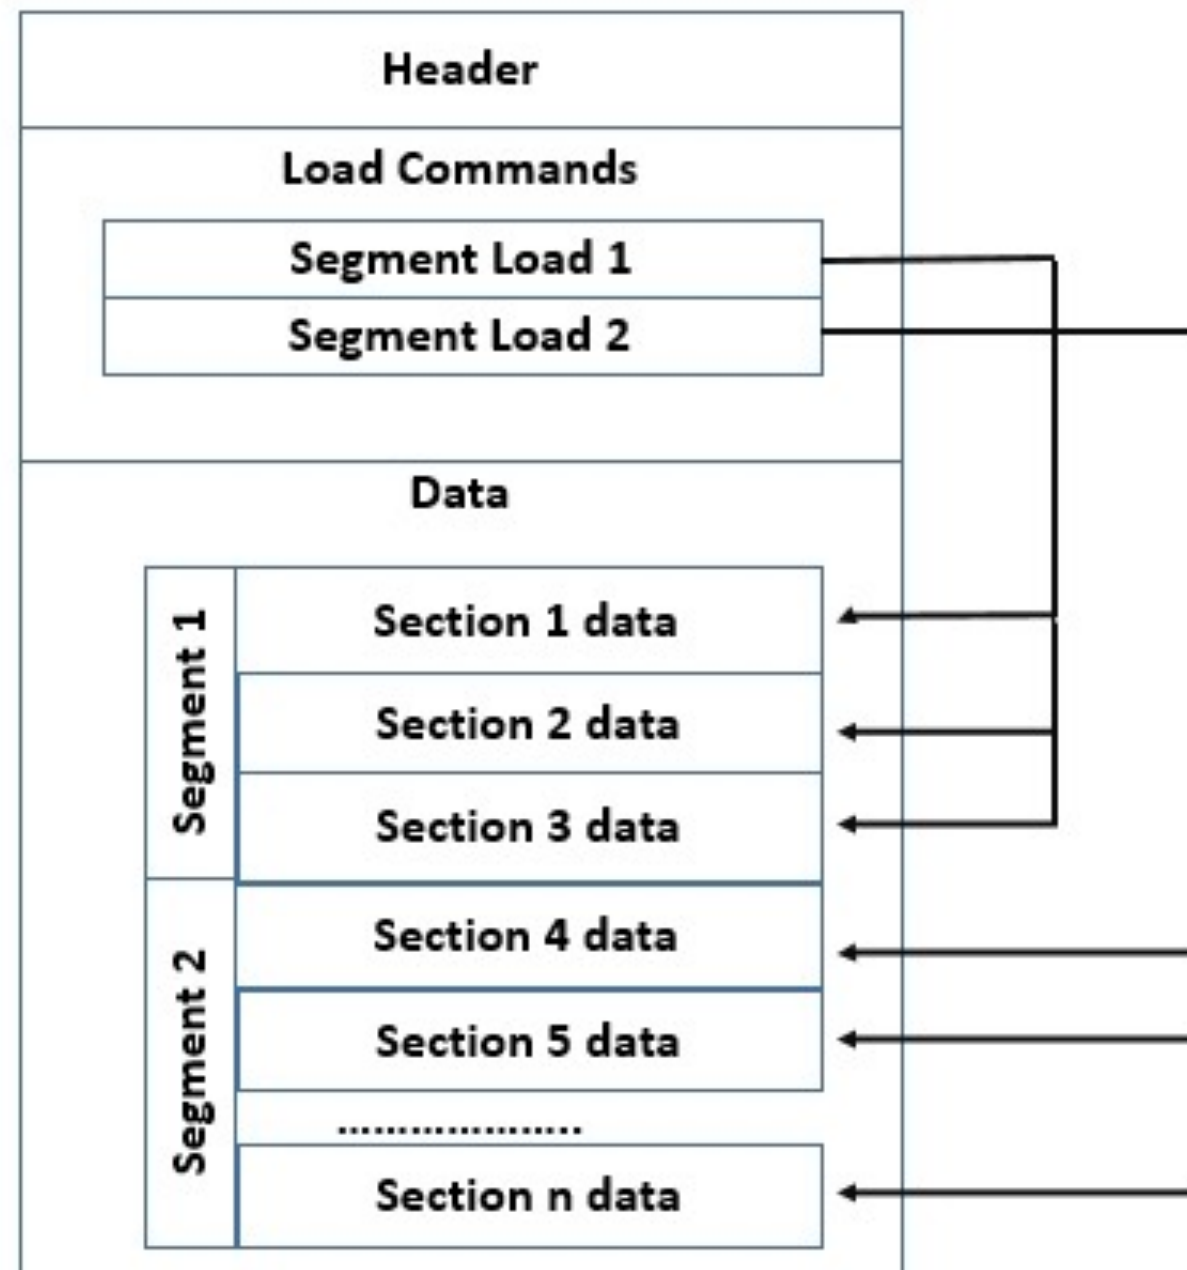 Header
Load Commands
Segment Load 1
Segment Load 2
Data
Segment 1
Section 1 data
Section 2 data
Section 3 data
Segment 2
Section 4 data
Section 5 data
....................
Section n data